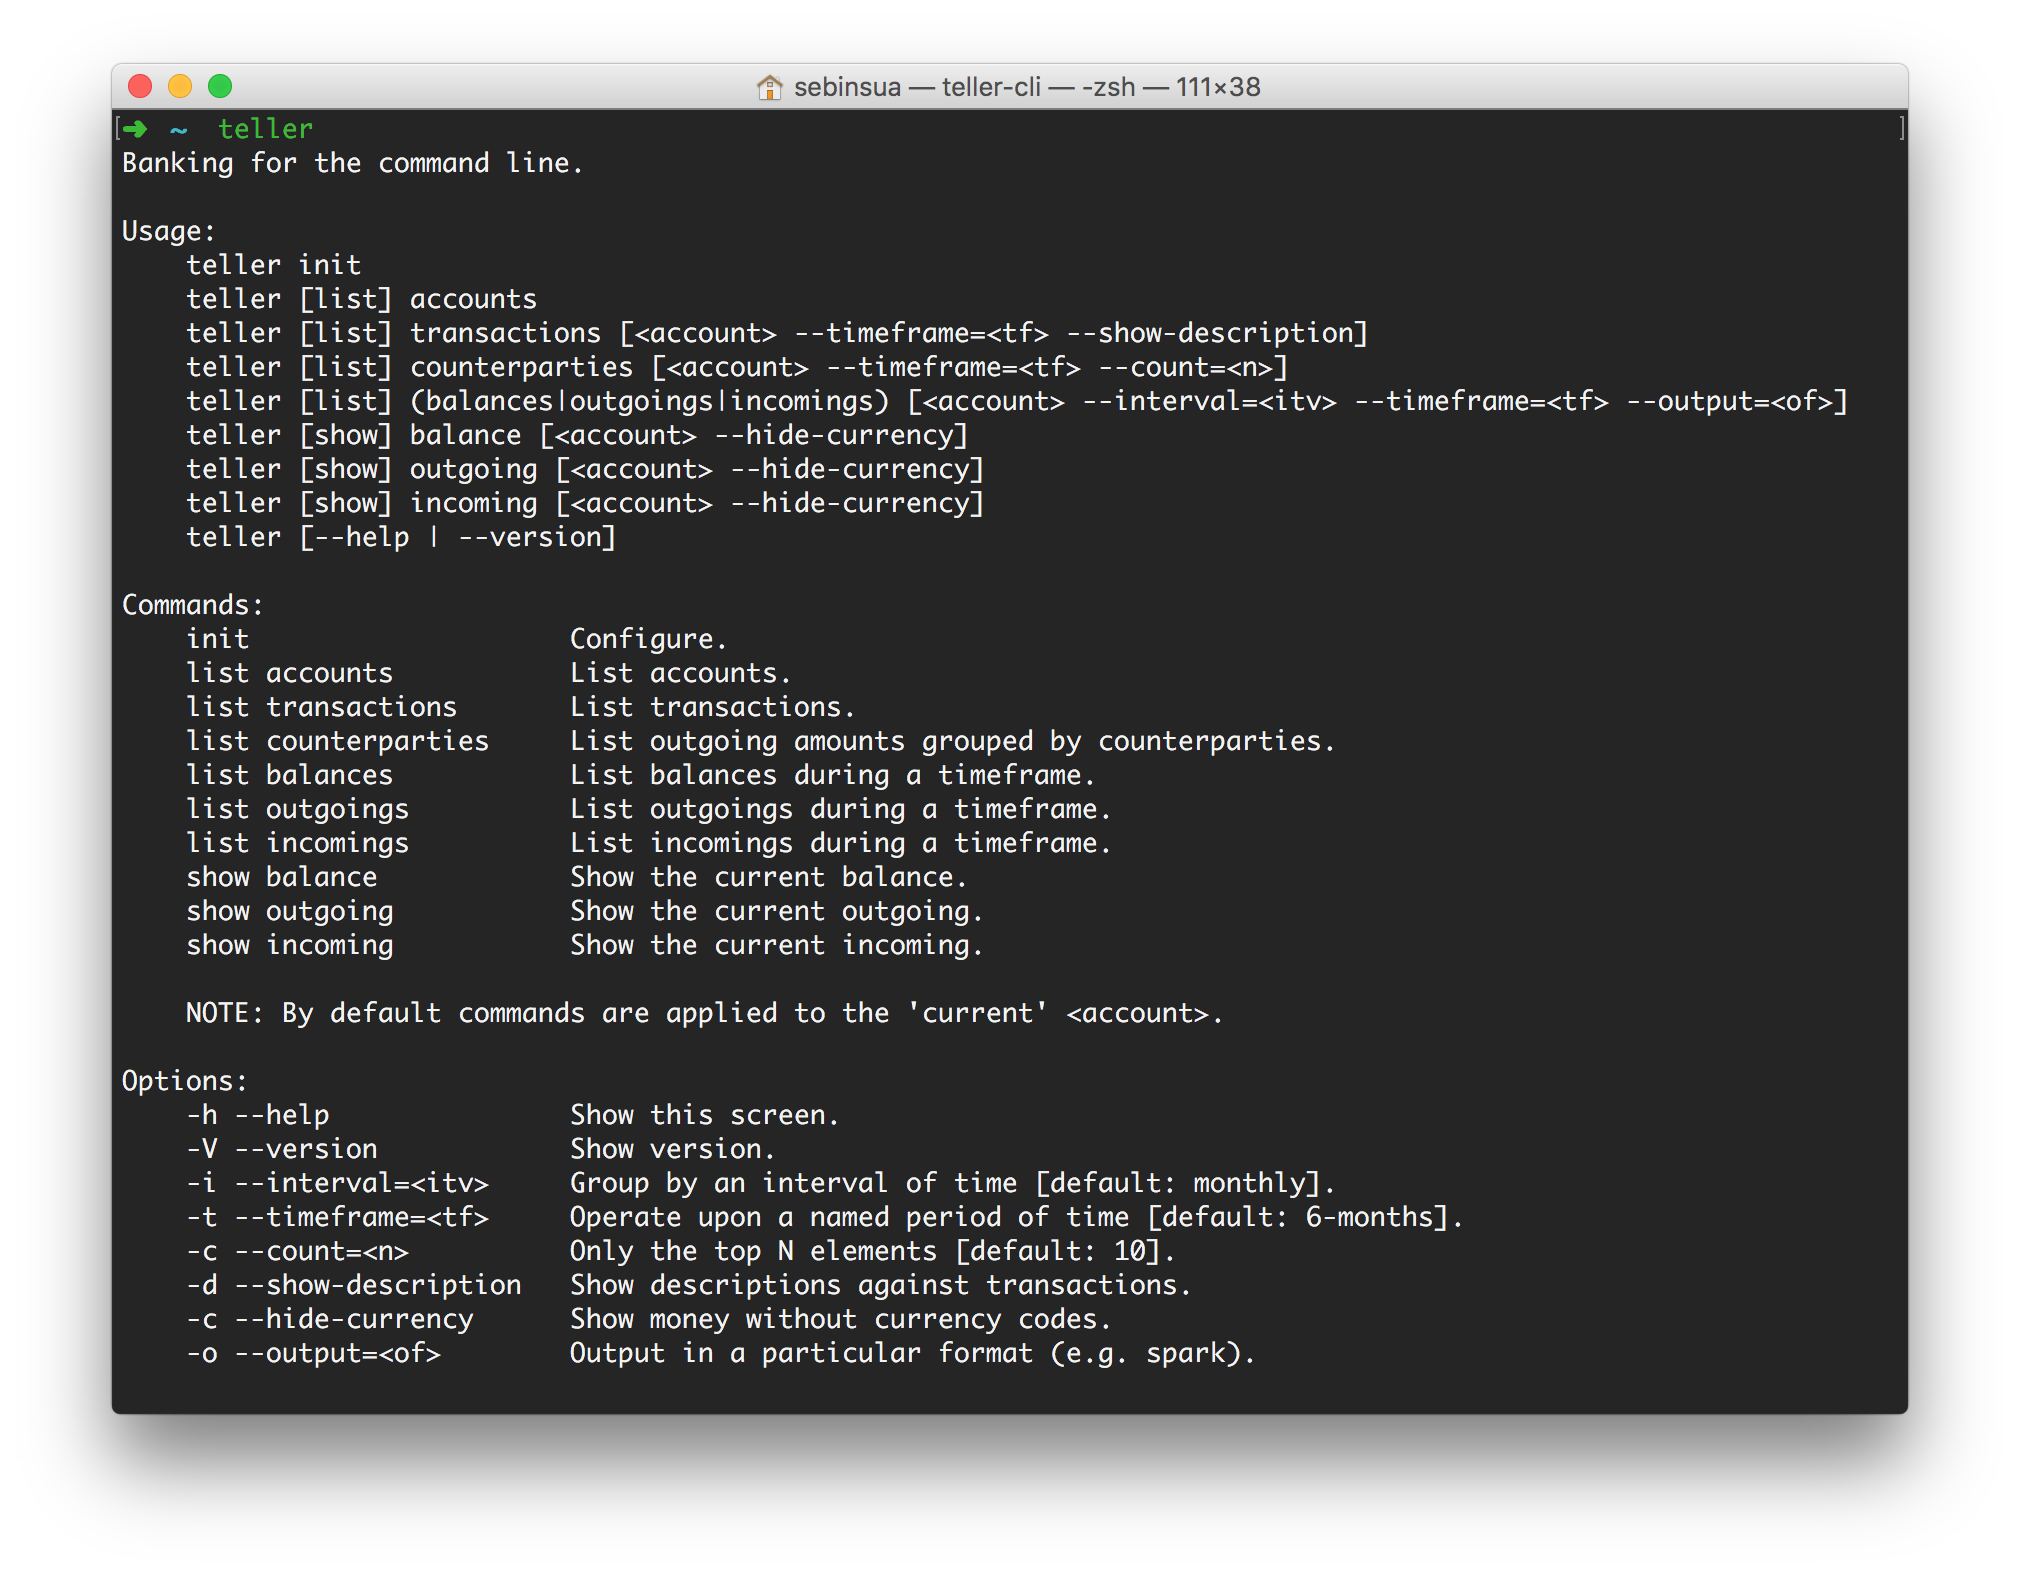 sebinsua — teller-cli — -zsh — 111×38
[➜ ~ teller ]
Banking for the command line.

Usage:
    teller init
    teller [list] accounts
    teller [list] transactions [<account> --timeframe=<tf> --show-description]
    teller [list] counterparties [<account> --timeframe=<tf> --count=<n>]
    teller [list] (balances|outgoings|incomings) [<account> --interval=<itv> --timeframe=<tf> --output=<of>]
    teller [show] balance [<account> --hide-currency]
    teller [show] outgoing [<account> --hide-currency]
    teller [show] incoming [<account> --hide-currency]
    teller [--help | --version]

Commands:
    init                    Configure.
    list accounts           List accounts.
    list transactions       List transactions.
    list counterparties     List outgoing amounts grouped by counterparties.
    list balances           List balances during a timeframe.
    list outgoings          List outgoings during a timeframe.
    list incomings          List incomings during a timeframe.
    show balance            Show the current balance.
    show outgoing           Show the current outgoing.
    show incoming           Show the current incoming.

    NOTE: By default commands are applied to the 'current' <account>.

Options:
    -h --help               Show this screen.
    -V --version            Show version.
    -i --interval=<itv>     Group by an interval of time [default: monthly].
    -t --timeframe=<tf>     Operate upon a named period of time [default: 6-months].
    -c --count=<n>          Only the top N elements [default: 10].
    -d --show-description   Show descriptions against transactions.
    -c --hide-currency      Show money without currency codes.
    -o --output=<of>        Output in a particular format (e.g. spark).